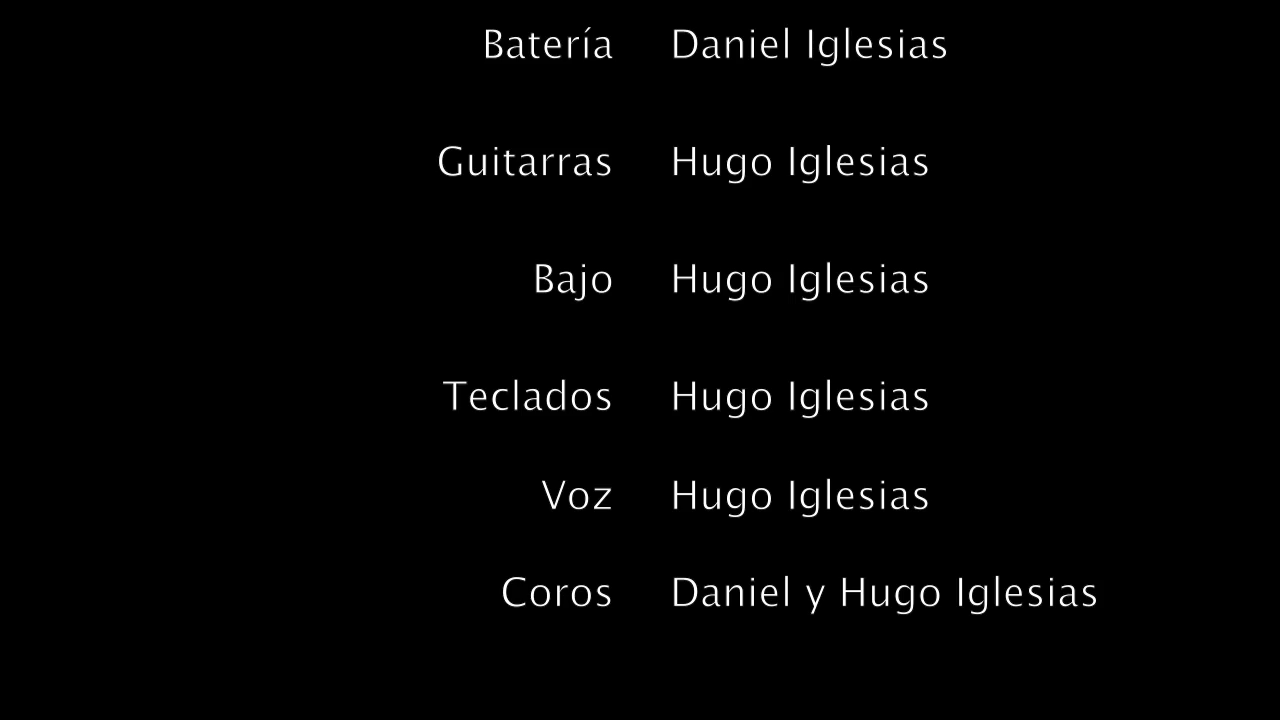 Batería Daniel Iglesias
Guitarras Hugo Iglesias
Bajo Hugo Iglesias
Teclados Hugo Iglesias
Voz Hugo Iglesias
Coros Daniel y Hugo Iglesias